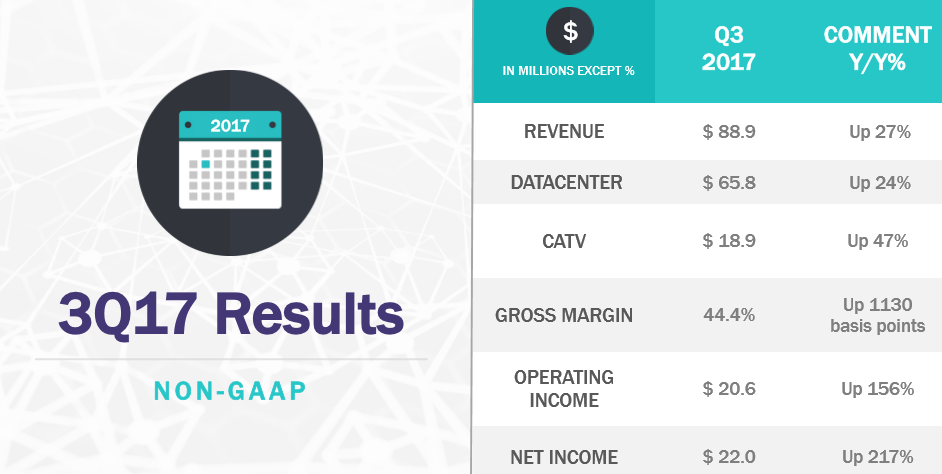 2017
3Q17 Results
NON-GAAP
$
IN MILLIONS EXCEPT %
Q3
2017
COMMENT
Y/Y%
REVENUE $ 88.9 Up 27%
DATACENTER $ 65.8 Up 24%
CATV $ 18.9 Up 47%
GROSS MARGIN 44.4% Up 1130
basis points
OPERATING
INCOME $ 20.6 Up 156%
NET INCOME $ 22.0 Up 217%